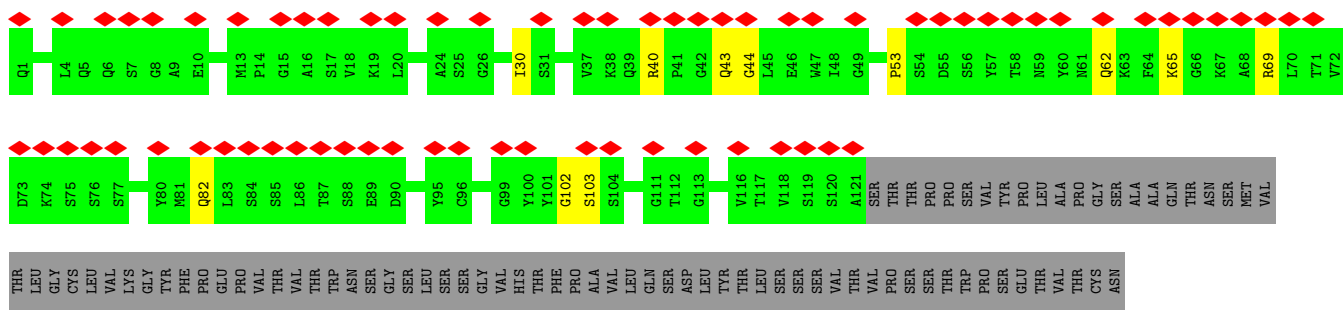 Q1 L4 Q5 Q6 S7 G8 A9 E10 M13 P14 G15 A16 S17 V18 K19 L20 A24 S25 G26 I30 S31 V37 K38 Q39 R40 P41 G42 Q43 G44 L45 E46 W47 I48 G49 P53 S54 D55 S56 Y57 T58 N59 Y60 N61 Q62 K63 F64 K65 G66 K67 A68 R69 L70 T71 V72
D73 K74 S75 S76 S77 Y80 M81 Q82 L83 S84 S85 L86 T87 S88 E89 D90 Y95 C96 G99 Y100 Y101 G102 S103 S104 G111 T112 G113 V116 T117 V118 S119 S120 A121 SER THR THR PRO PRO SER VAL TYR PRO LEU ALA PRO GLY SER ALA ALA GLN THR ASN SER MET VAL
THR LEU GLY CYS LEU VAL LYS GLY TYR PHE PRO GLU PRO VAL THR VAL THR TRP ASN SER GLY SER LEU SER SER GLY VAL HIS THR PHE PRO ALA VAL LEU GLN SER ASP LEU TYR THR LEU SER SER SER VAL THR VAL PRO SER SER THR TRP PRO SER GLU THR VAL THR CYS ASN